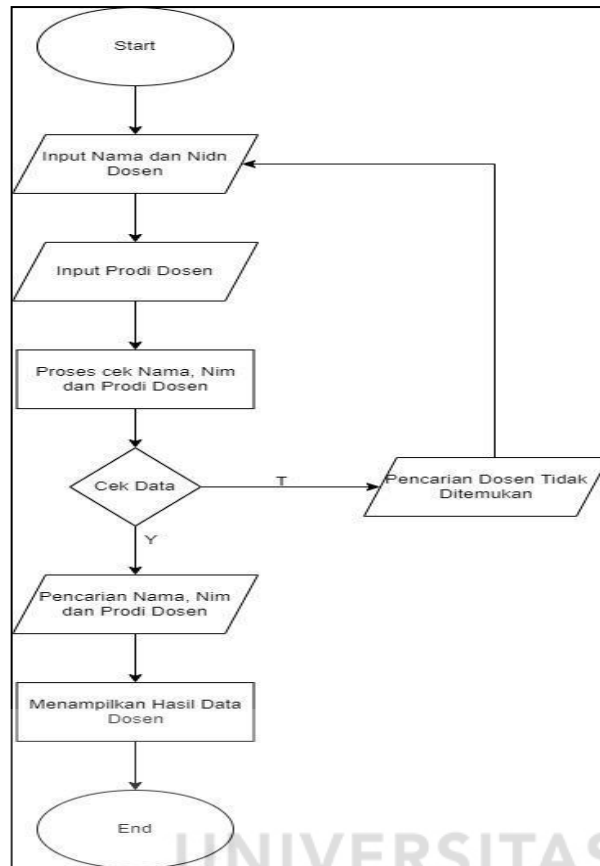 Start
Input Nama dan Nidn
Dosen
Input Prodi Dosen
Proses cek Nama, Nim
dan Prodi Dosen
Cek Data
T
Pencarian Dosen Tidak
Ditemukan
Y
Pencarian Nama, Nim
dan Prodi Dosen
Menampilkan Hasil Data
Dosen
End
UNIVERSITAS